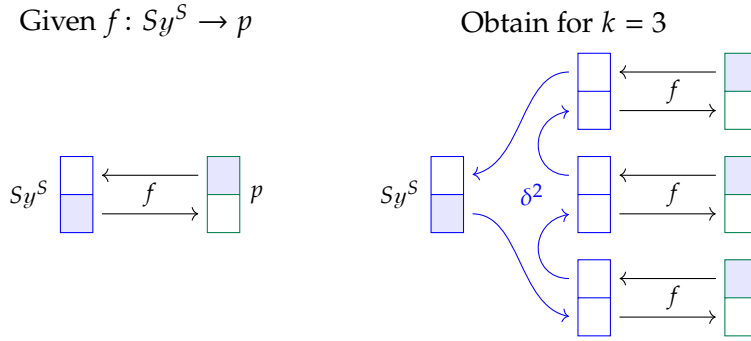 Given f : Sy^S → p
Obtain for k = 3
f
Sy^S
f
p
Sy^S
δ^2
f
f